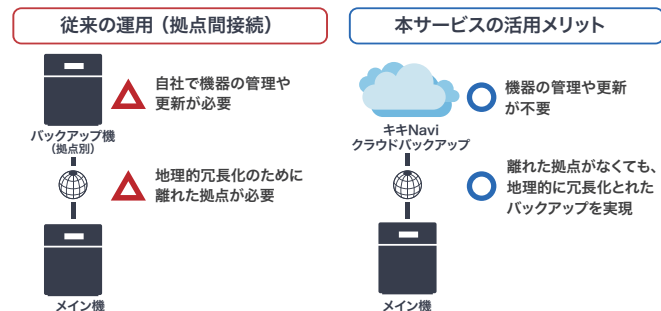 従来の運用（拠点間接続）
自社で機器の管理や
更新が必要
バックアップ機
（拠点別）
地理的冗長化のために
離れた拠点が必要
メイン機
本サービスの活用メリット
機器の管理や更新
が不要
キキNavi
クラウドバックアップ
離れた拠点がなくても、
地理的に冗長化とれた
バックアップを実現
メイン機